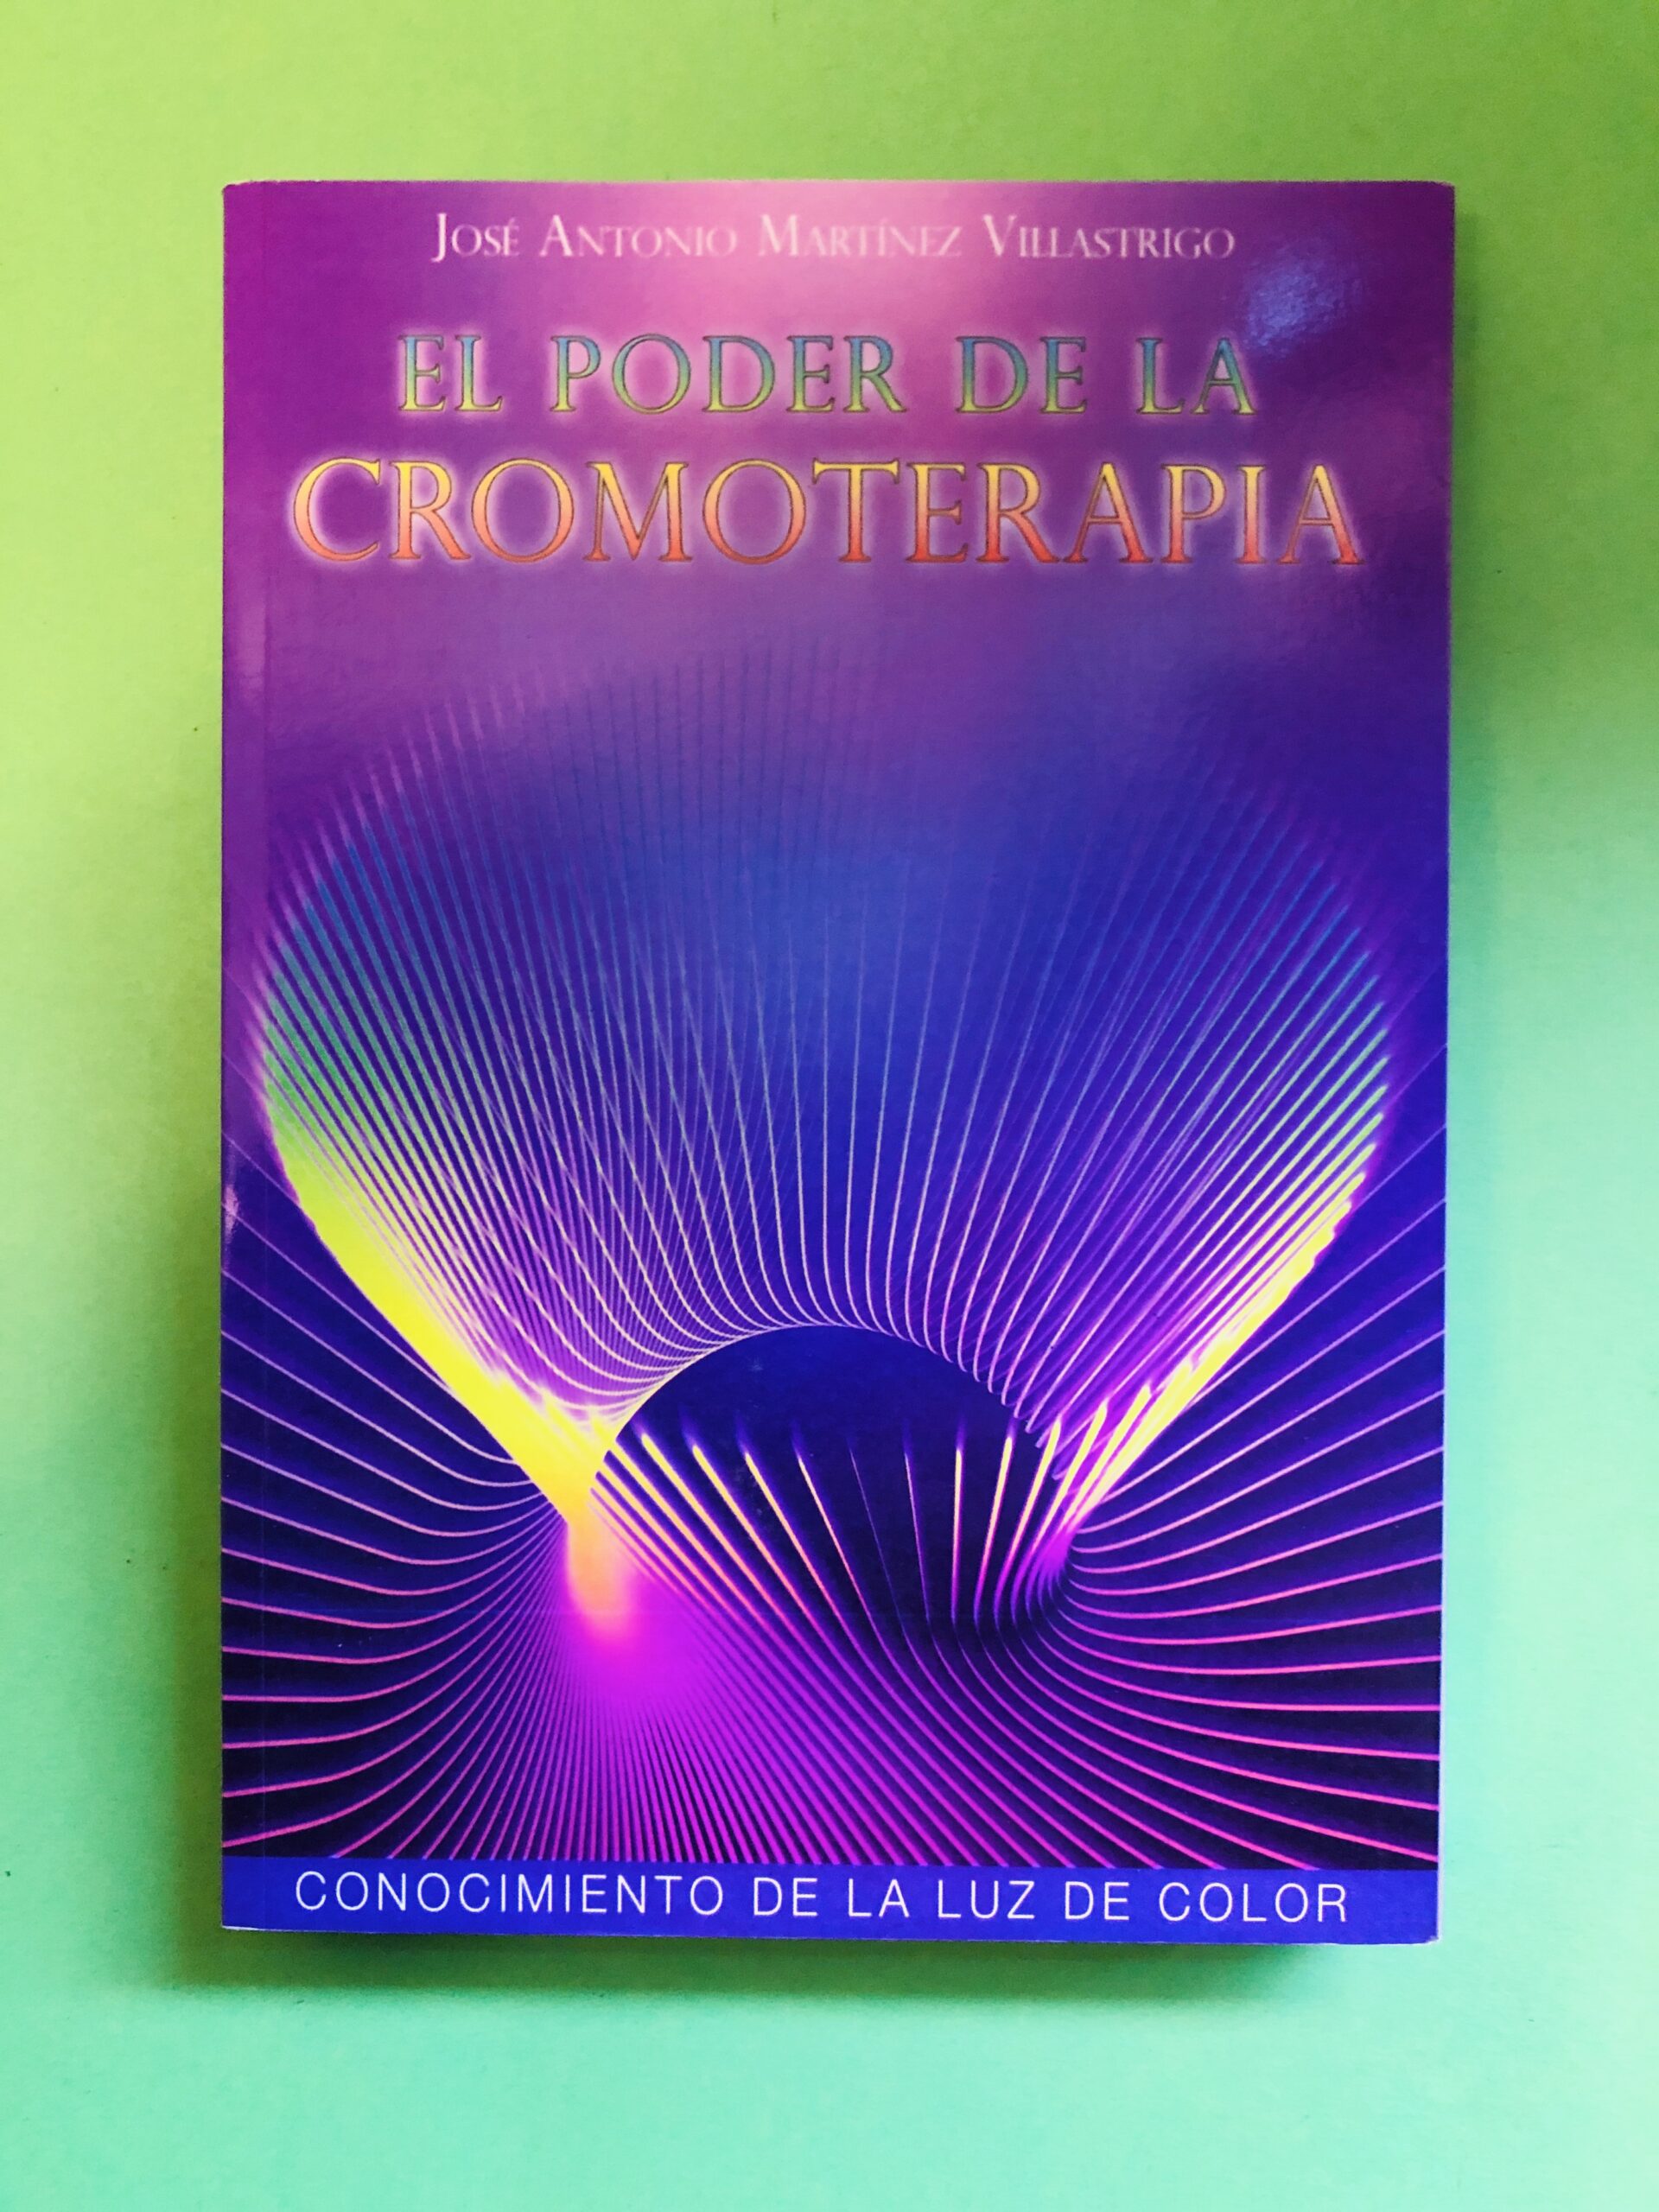 JOSÉ ANTONIO MARTÍNEZ VILLASTRIGO
EL PODER DE LA
CROMOTERAPIA
CONOCIMIENTO DE LA LUZ DE COLOR